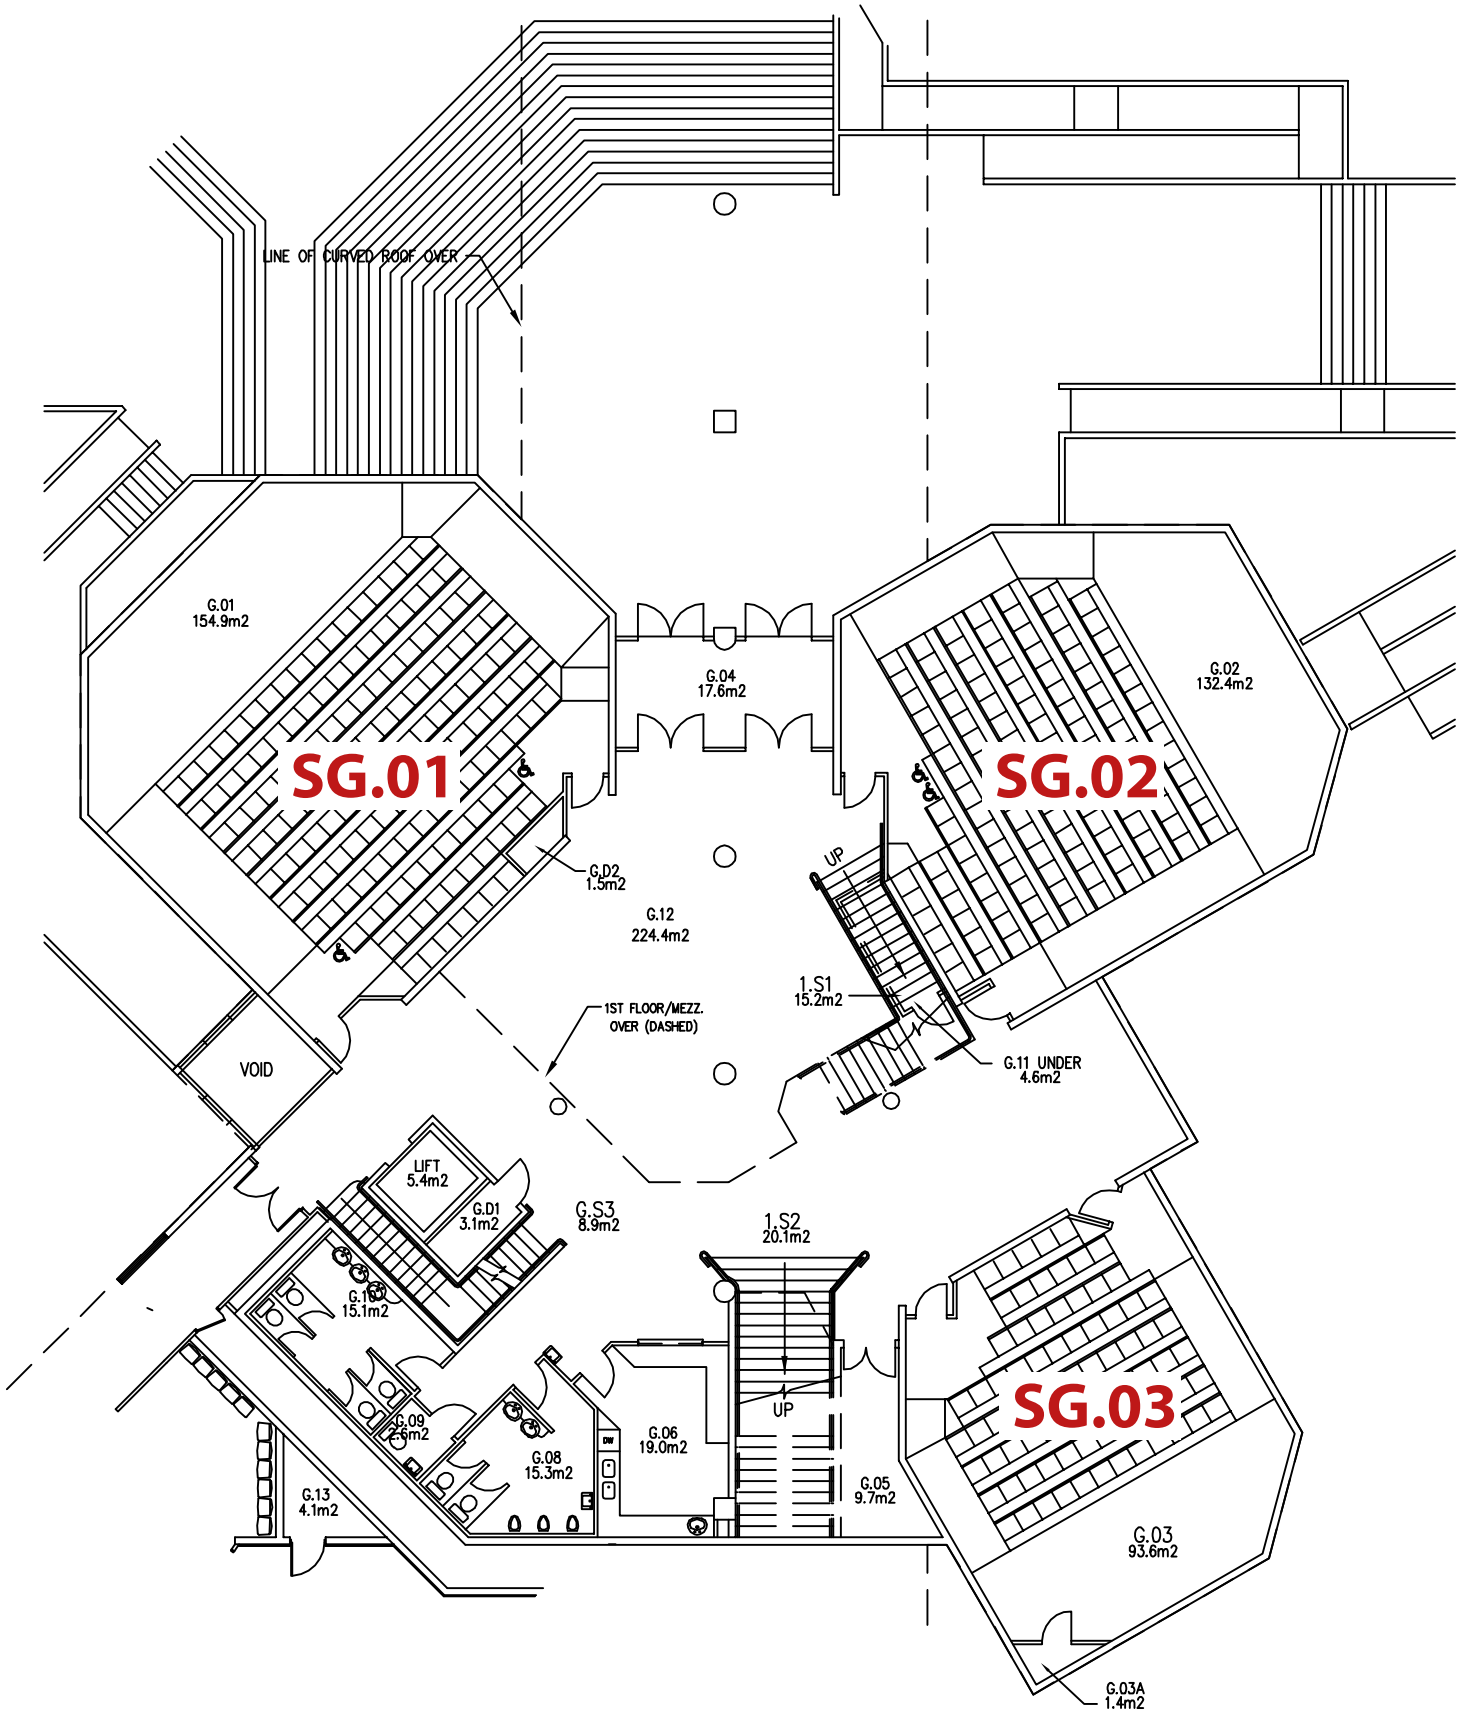 LINE OF CURVED ROOF OVER
G.01
154.9m2
G.02
132.4m2
G.04
17.6m2
SG.01
SG.02
UP
G.D2
1.5m2
G.12
224.4m2
1.S1
15.2m2
1ST FLOOR/MEZZ.
OVER (DASHED)
G.11 UNDER
4.6m2
VOID
LIFT
5.4m2
G.D1
3.1m2
G.S3
8.9m2
1.S2
20.1m2
G.10
15.1m2
SG.03
UP
G.09
2.6m2
G.06
19.0m2
DW
G.08
15.3m2
G.05
9.7m2
G.13
4.1m2
G.03
93.6m2
G.03A
1.4m2